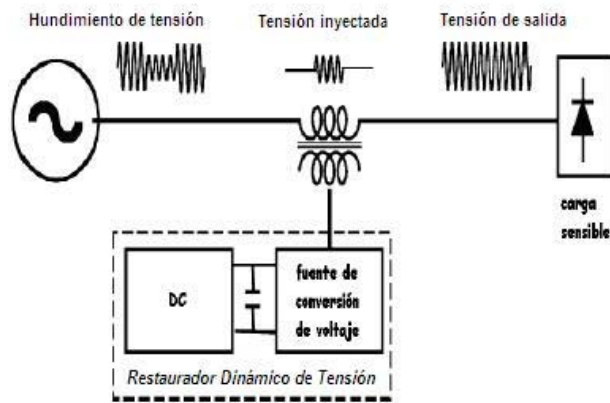 Hundimiento de tensión
Tensión inyectada
Tensión de salida
carga
sensible
DC
fuente de
conversión
de voltaje
Restaurador Dinámico de Tensión